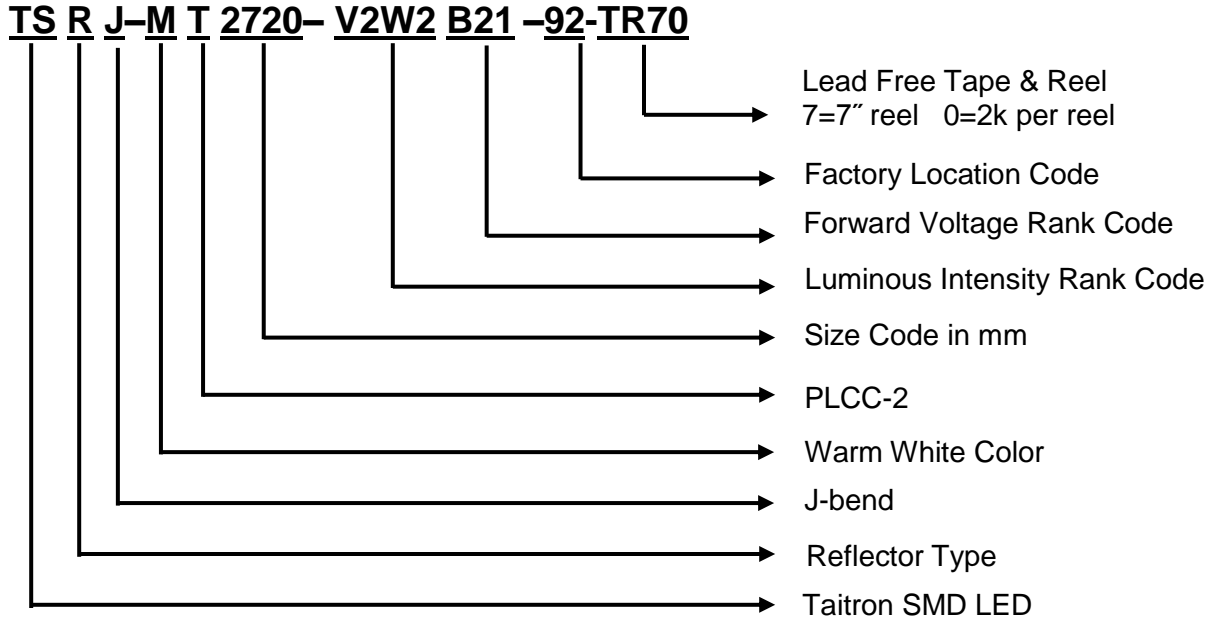 TS R J–M T 2720– V2W2 B21 –92-TR70
Lead Free Tape & Reel
7=7˝ reel 0=2k per reel
Factory Location Code
Forward Voltage Rank Code
Luminous Intensity Rank Code
Size Code in mm
PLCC-2
Warm White Color
J-bend
Reflector Type
Taitron SMD LED